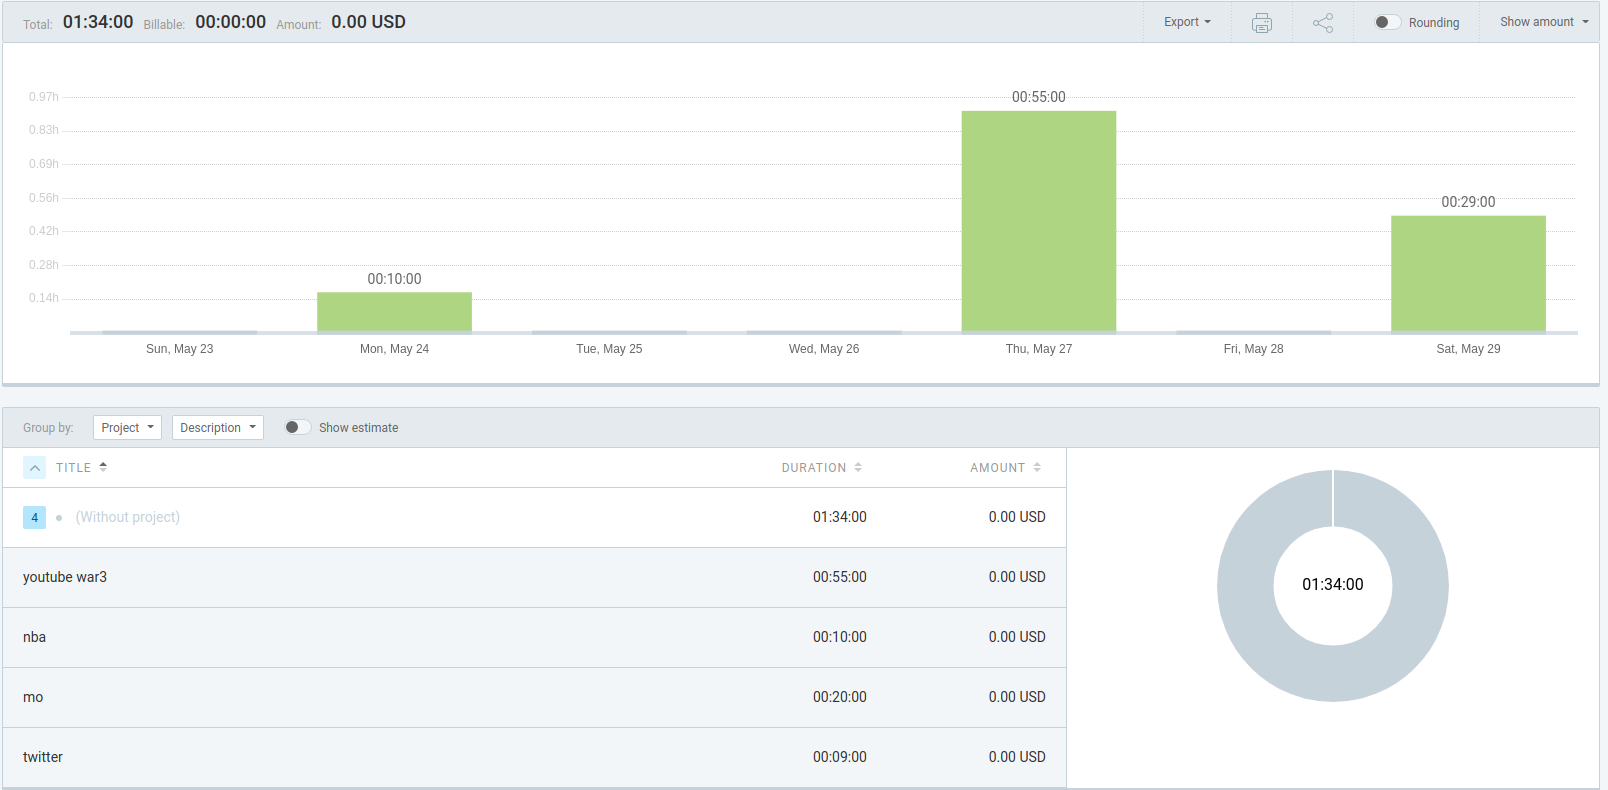 Total: 01:34:00 Billable: 00:00:00 Amount: 0.00 USD Export Rounding Show amount
0.97h
0.83h
0.69h
0.56h
0.42h
0.28h
0.14h
00:10:00
00:55:00
00:29:00
Sun, May 23 Mon, May 24 Tue, May 25 Wed, May 26 Thu, May 27 Fri, May 28 Sat, May 29
Group by: Project Description Show estimate
TITLE DURATION AMOUNT
4 (Without project) 01:34:00 0.00 USD
youtube war3 00:55:00 0.00 USD
nba 00:10:00 0.00 USD
mo 00:20:00 0.00 USD
twitter 00:09:00 0.00 USD
01:34:00